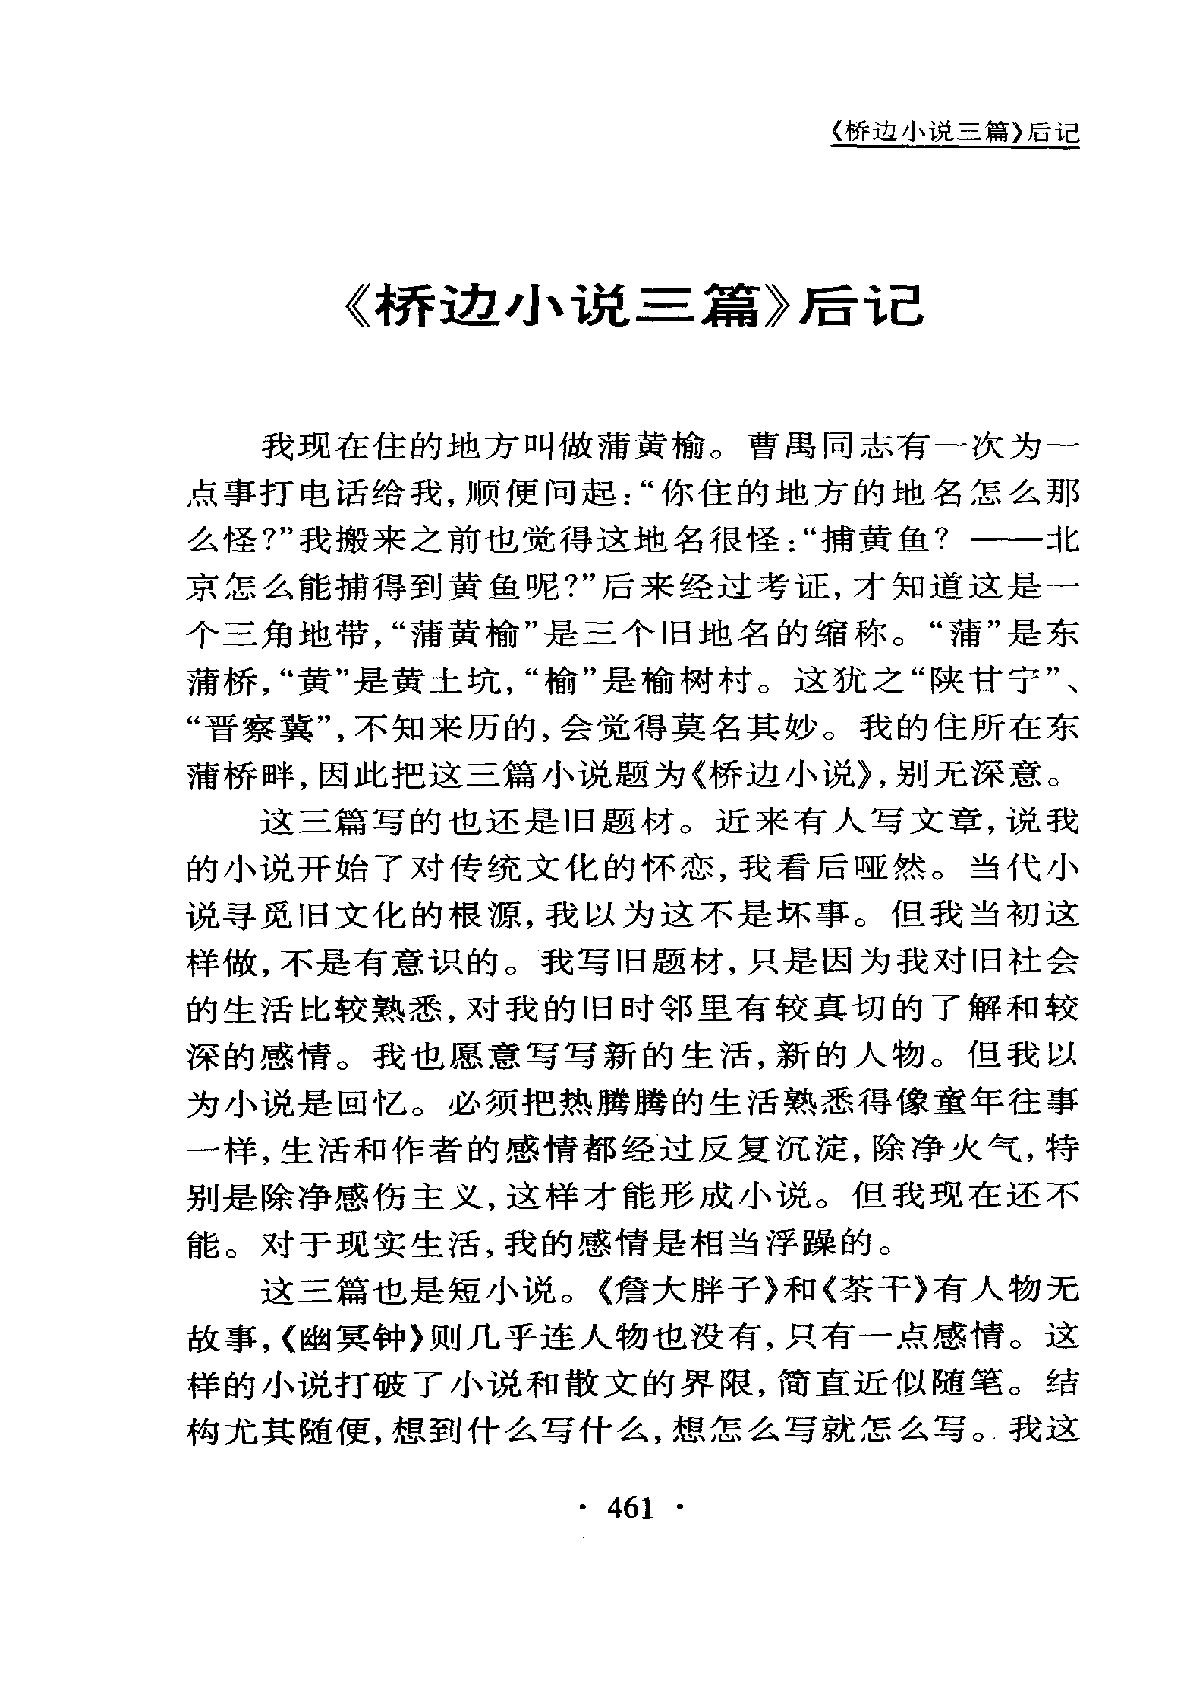 《桥边小说三篇》后记
《桥边小说三篇》后记
我现在住的地方叫做蒲黄榆。曹禺同志有一次为一
点事打电话给我,顺便问起:“你住的地方的地名怎么那
么怪?”我搬来之前也觉得这地名很怪:“捕黄鱼? ——北
京怎么能捕得到黄鱼呢?”后来经过考证,才知道这是一
个三角地带,“蒲黄榆”是三个旧地名的缩称。“蒲”是东
蒲桥,“黄”是黄土坑,“榆”是榆树村。这犹之“陕甘宁”、
“晋察冀”,不知来历的,会觉得莫名其妙。我的住所在东
蒲桥畔,因此把这三篇小说题为《桥边小说》,别无深意。
这三篇写的也还是旧题材。近来有人写文章,说我
的小说开始了对传统文化的怀恋,我看后哑然。当代小
说寻觅旧文化的根源,我以为这不是坏事。但我当初这
样做,不是有意识的。我写旧题材,只是因为我对旧社会
的生活比较熟悉,对我的旧时邻里有较真切的了解和较
深的感情。我也愿意写写新的生活,新的人物。但我以
为小说是回忆。必须把热腾腾的生活熟悉得像童年往事
一样,生活和作者的感情都经过反复沉淀,除净火气,特
别是除净感伤主义,这样才能形成小说。但我现在还不
能。对于现实生活,我的感情是相当浮躁的。
这三篇也是短小说。《詹大胖子》和《茶干》有人物无
故事,《幽冥钟》则几乎连人物也没有,只有一点感情。这
样的小说打破了小说和散文的界限,简直近似随笔。结
构尤其随便,想到什么写什么,想怎么写就怎么写。我这
· 461 ·